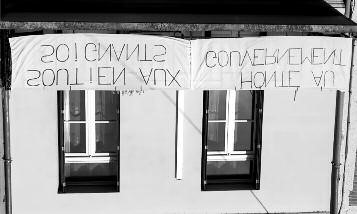 SOUTIEN AUX
SOIGNANTS
HONTE AU
GOUVERNEMENT